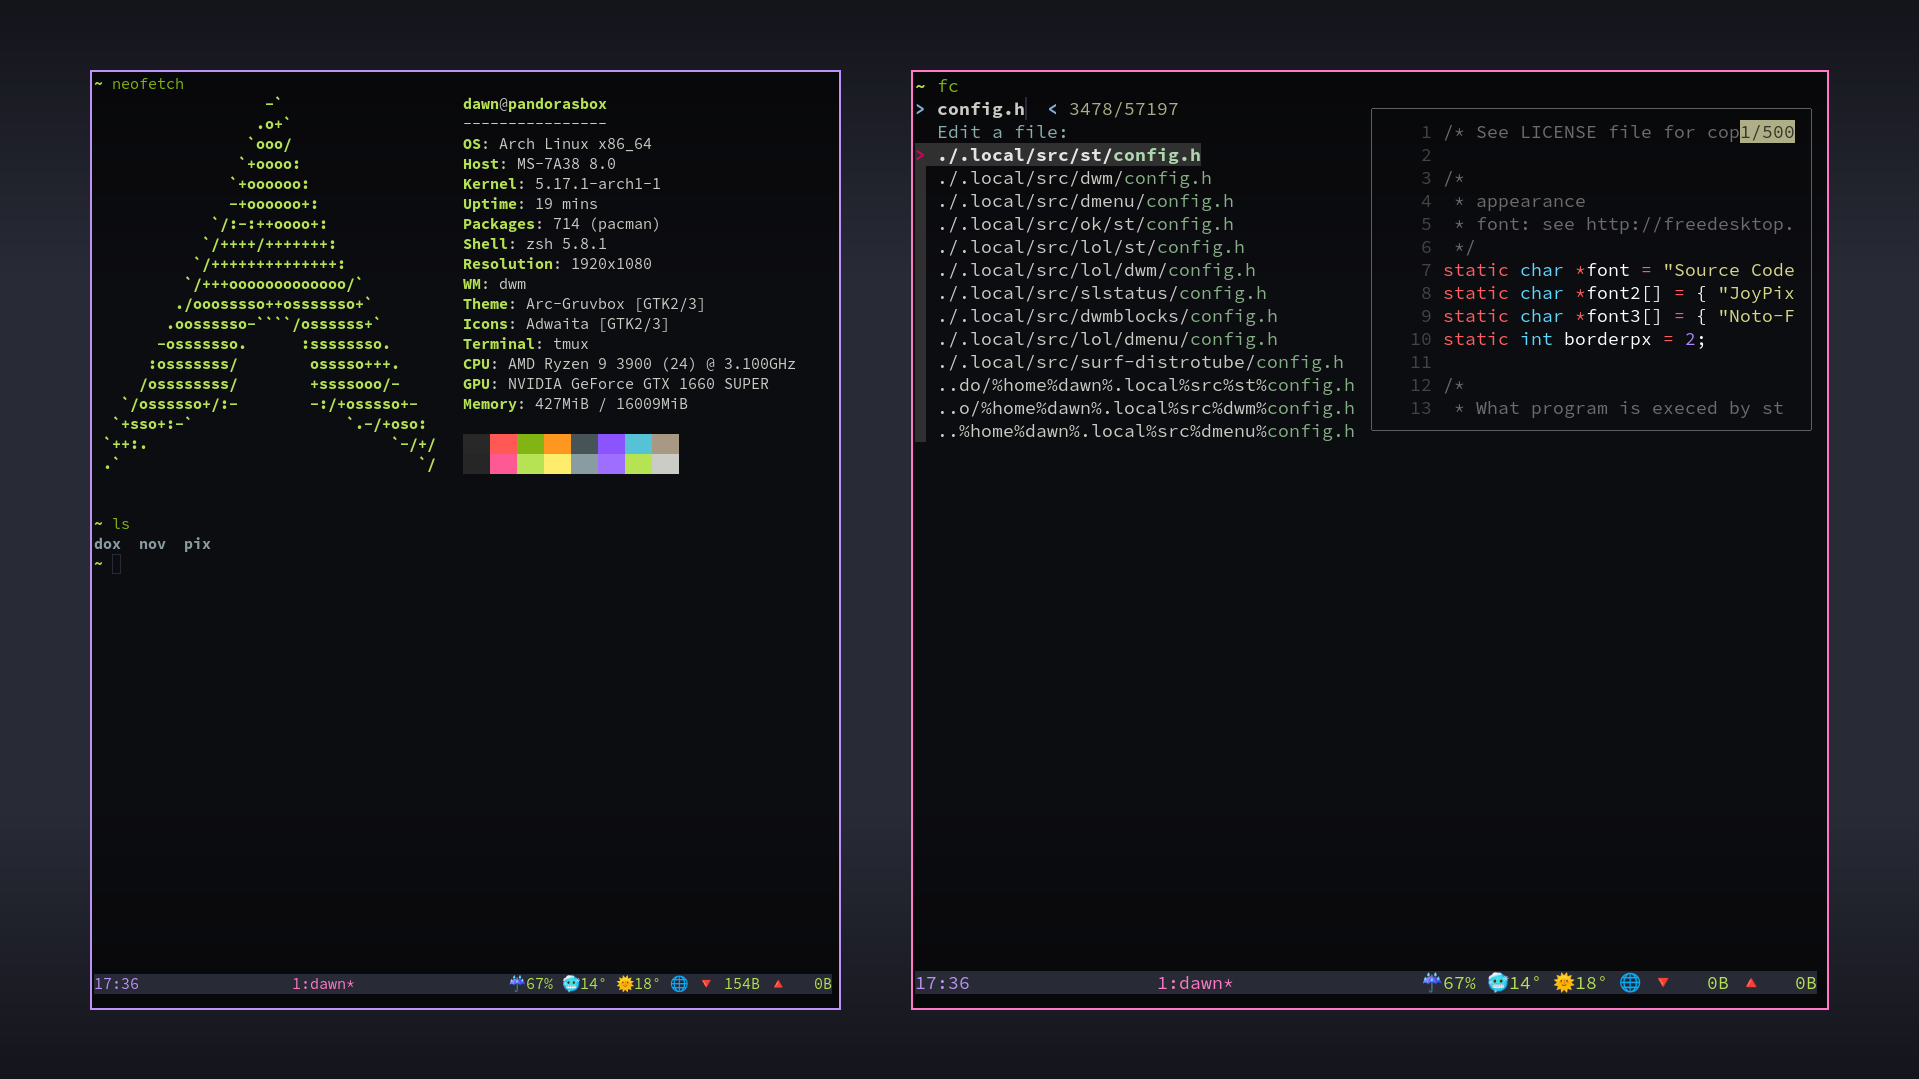 ~ neofetch
-`
.o+`
`ooo/
`+oooo:
`+oooooo:
-+oooooo+:
`/:-:++oooo+:
`/++++/+++++++:
`/++++++++++++++:
`/+++ooooooooooooo/`
./ooosssso++osssssso+`
.oossssso-````/ossssss+`
-osssssso.      :ssssssso.
:osssssss/        osssso+++.
/ossssssss/        +ssssooo/-
`/ossssso+/:-        -:/+osssso+-
`+sso+:-`                 `.-/+oso:
`++:.                           `-/+/
.`                                 `/
dawn@pandorasbox
----------------
OS: Arch Linux x86_64
Host: MS-7A38 8.0
Kernel: 5.17.1-arch1-1
Uptime: 19 mins
Packages: 714 (pacman)
Shell: zsh 5.8.1
Resolution: 1920x1080
WM: dwm
Theme: Arc-Gruvbox [GTK2/3]
Icons: Adwaita [GTK2/3]
Terminal: tmux
CPU: AMD Ryzen 9 3900 (24) @ 3.100GHz
GPU: NVIDIA GeForce GTX 1660 SUPER
Memory: 427MiB / 16009MiB
~ ls
dox  nov  pix
~
17:36 1:dawn* ☔67% 🥶14° 🌞18° 🌐 🔻 154B 🔺 0B
~ fc
> config.h  < 3478/57197
Edit a file:
> ./.local/src/st/config.h
./.local/src/dwm/config.h
./.local/src/dmenu/config.h
./.local/src/ok/st/config.h
./.local/src/lol/st/config.h
./.local/src/lol/dwm/config.h
./.local/src/slstatus/config.h
./.local/src/dwmblocks/config.h
./.local/src/lol/dmenu/config.h
./.local/src/surf-distrotube/config.h
..do/%home%dawn%.local%src%st%config.h
..o/%home%dawn%.local%src%dwm%config.h
..%home%dawn%.local%src%dmenu%config.h
1 /* See LICENSE file for cop1/500
2
3 /*
4  * appearance
5  * font: see http://freedesktop.
6  */
7 static char *font = "Source Code
8 static char *font2[] = { "JoyPix
9 static char *font3[] = { "Noto-F
10 static int borderpx = 2;
11
12 /*
13  * What program is execed by st
17:36 1:dawn* ☔67% 🥶14° 🌞18° 🌐 🔻 0B 🔺 0B